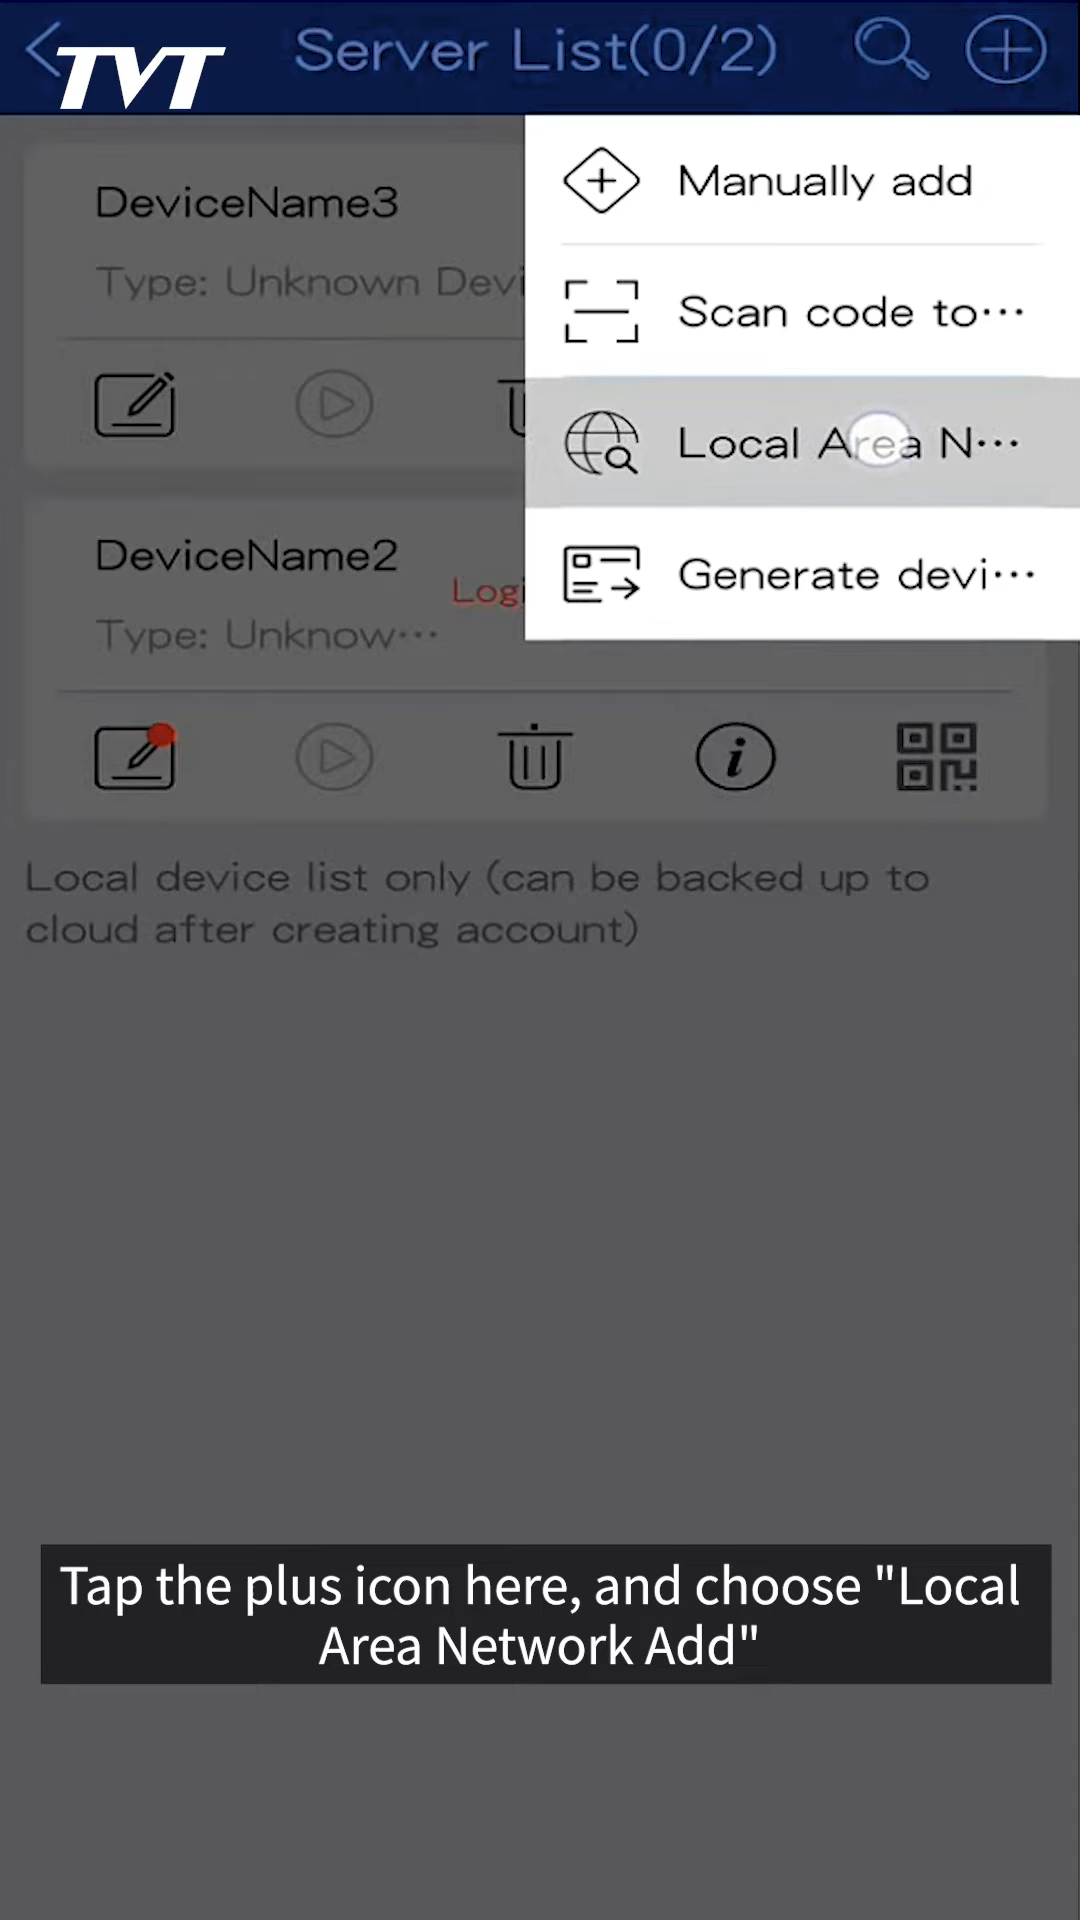 TVT
Server List(0/2)
Manually add
Scan code to···
Local Area N···
Generate devi···
DeviceName3
Type: Unknown Devi
DeviceName2
Logi
Type: Unknow···
Local device list only (can be backed up to
cloud after creating account)
Tap the plus icon here, and choose "Local
Area Network Add"